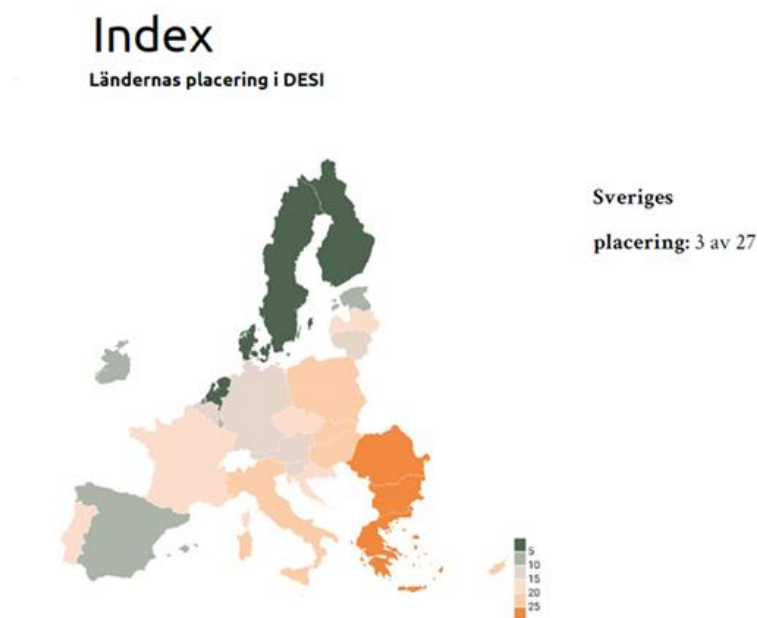 Index
Ländernas placering i DESI
Sveriges
placering: 3 av 27
5
10
15
20
25